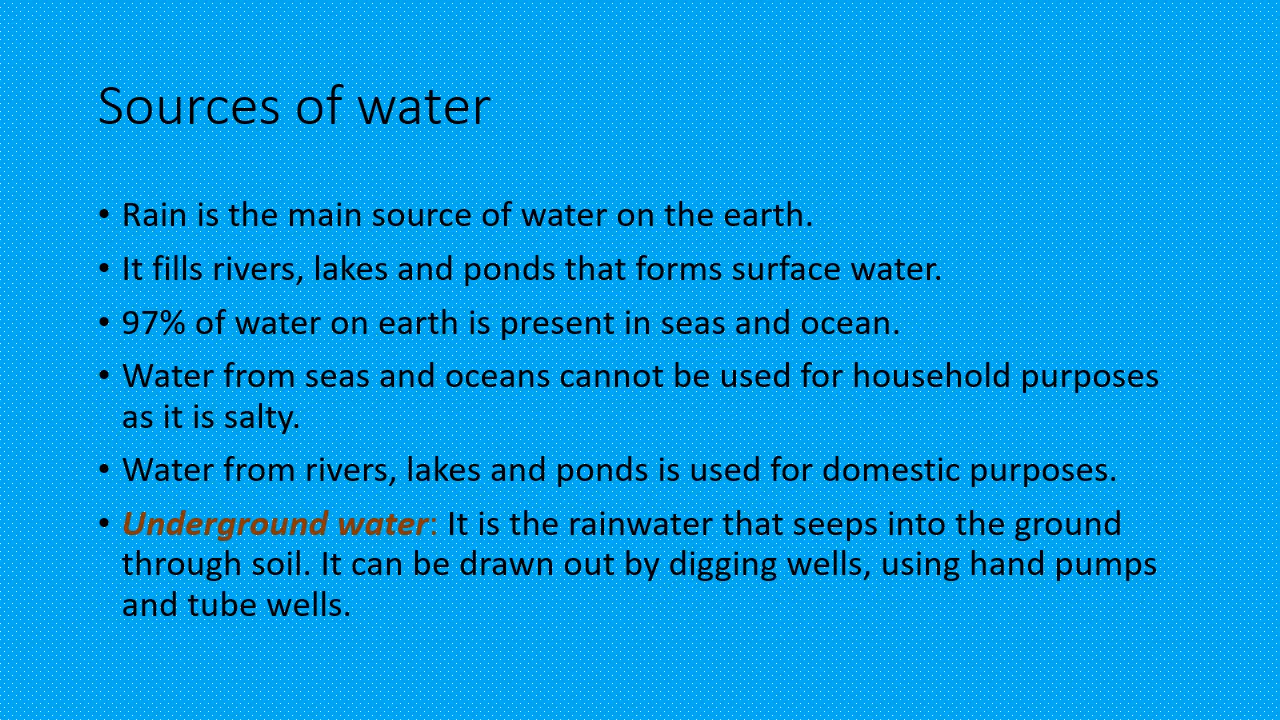 Sources of water
• Rain is the main source of water on the earth.
• It fills rivers, lakes and ponds that forms surface water.
• 97% of water on earth is present in seas and ocean.
• Water from seas and oceans cannot be used for household purposes
as it is salty.
• Water from rivers, lakes and ponds is used for domestic purposes.
• Underground water: It is the rainwater that seeps into the ground
through soil. It can be drawn out by digging wells, using hand pumps
and tube wells.